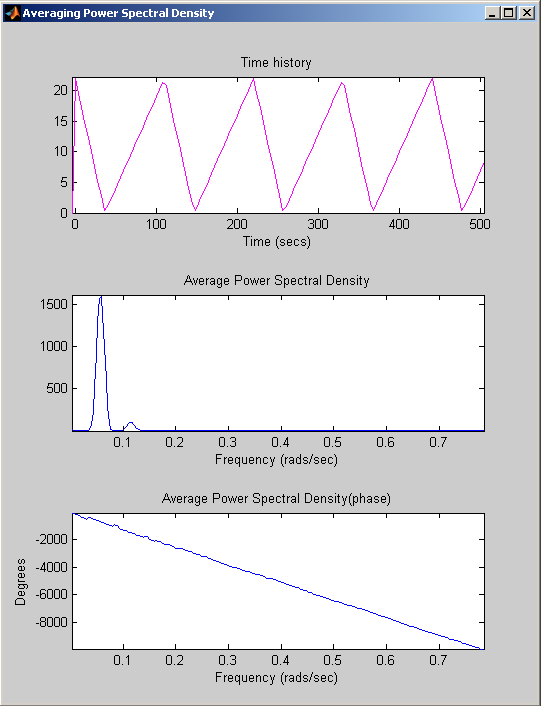 Averaging Power Spectral Density
Time history
20
15
10
5
0
0 100 200 300 400 500
Time (secs)
Average Power Spectral Density
1500
1000
500
0.1 0.2 0.3 0.4 0.5 0.6 0.7
Frequency (rads/sec)
Average Power Spectral Density(phase)
Degrees
-2000
-4000
-6000
-8000
0.1 0.2 0.3 0.4 0.5 0.6 0.7
Frequency (rads/sec)